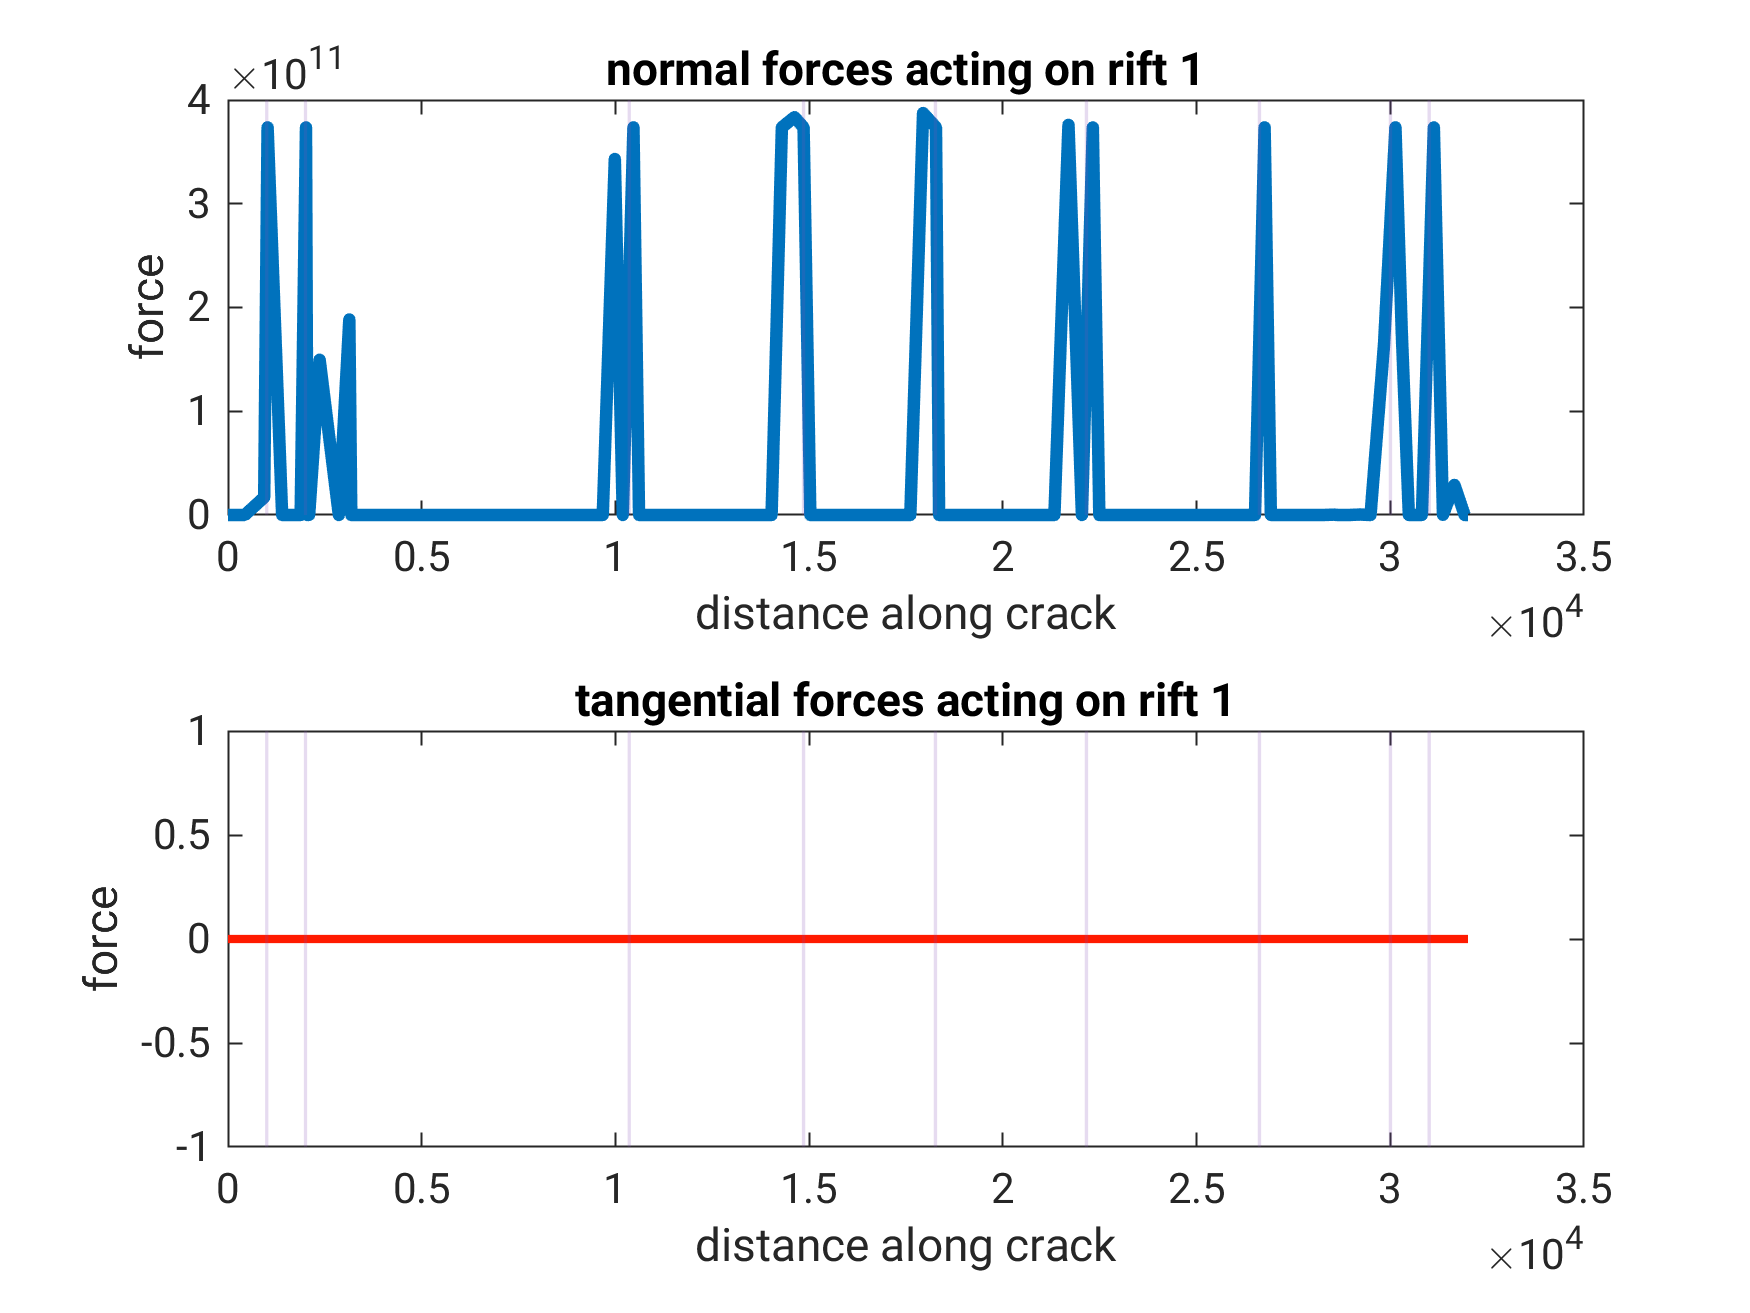 ×10^11
normal forces acting on rift 1
4
3
2
1
0
force
0 0.5 1 1.5 2 2.5 3 3.5
distance along crack
×10^4
tangential forces acting on rift 1
1
0.5
0
-0.5
-1
force
0 0.5 1 1.5 2 2.5 3 3.5
distance along crack
×10^4